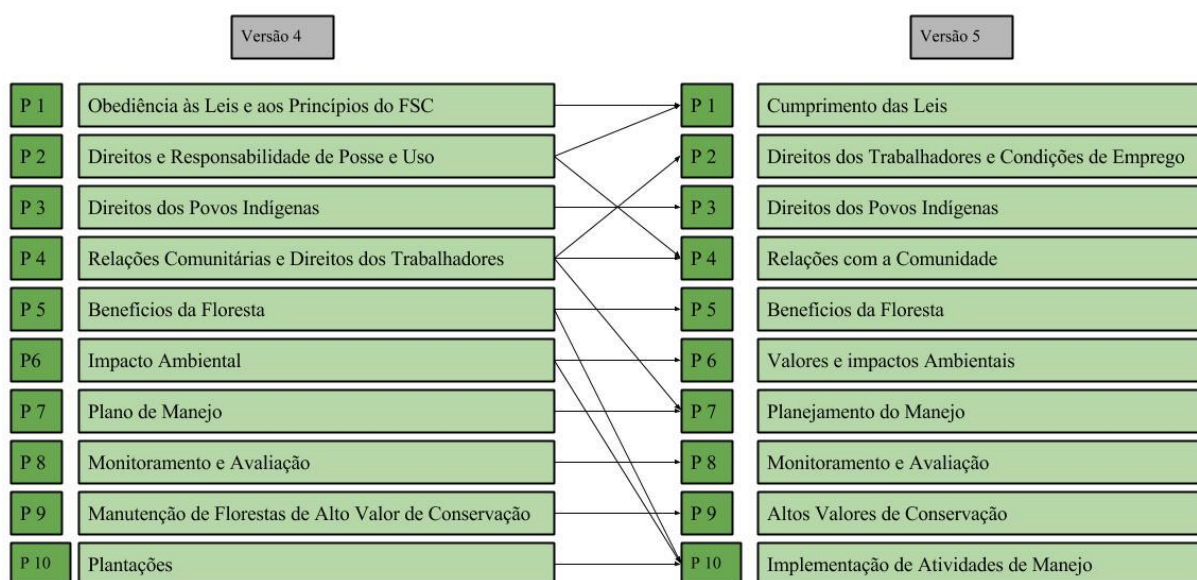 Versão 4
Versão 5
P 1 Obediência às Leis e aos Princípios do FSC P 1 Cumprimento das Leis
P 2 Direitos e Responsabilidade de Posse e Uso P 2 Direitos dos Trabalhadores e Condições de Emprego
P 3 Direitos dos Povos Indígenas P 3 Direitos dos Povos Indígenas
P 4 Relações Comunitárias e Direitos dos Trabalhadores P 4 Relações com a Comunidade
P 5 Benefícios da Floresta P 5 Benefícios da Floresta
P6 Impacto Ambiental P 6 Valores e impactos Ambientais
P 7 Plano de Manejo P 7 Planejamento do Manejo
P 8 Monitoramento e Avaliação P 8 Monitoramento e Avaliação
P 9 Manutenção de Florestas de Alto Valor de Conservação P 9 Altos Valores de Conservação
P 10 Plantações P 10 Implementação de Atividades de Manejo